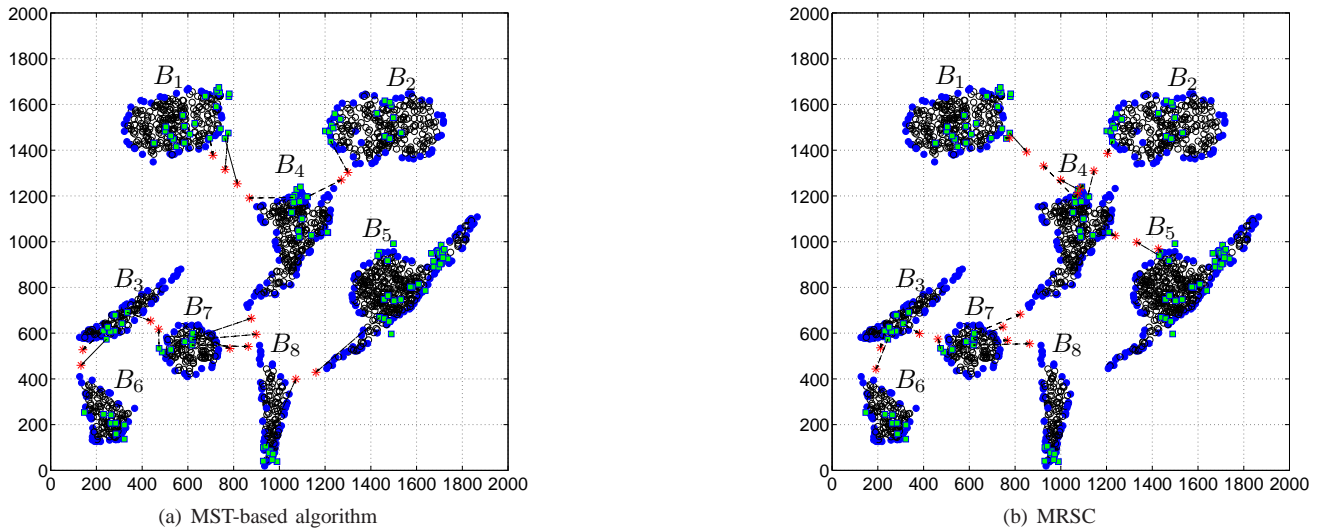 2000
1800
1600
1400
1200
1000
800
600
400
200
0
0 200 400 600 800 1000 1200 1400 1600 1800 2000
B1
B2
B4
B5
B3
B7
B8
B6
(a) MST-based algorithm
2000
1800
1600
1400
1200
1000
800
600
400
200
0
0 200 400 600 800 1000 1200 1400 1600 1800 2000
B1
B2
B4
B5
B3
B7
B8
B6
(b) MRSC